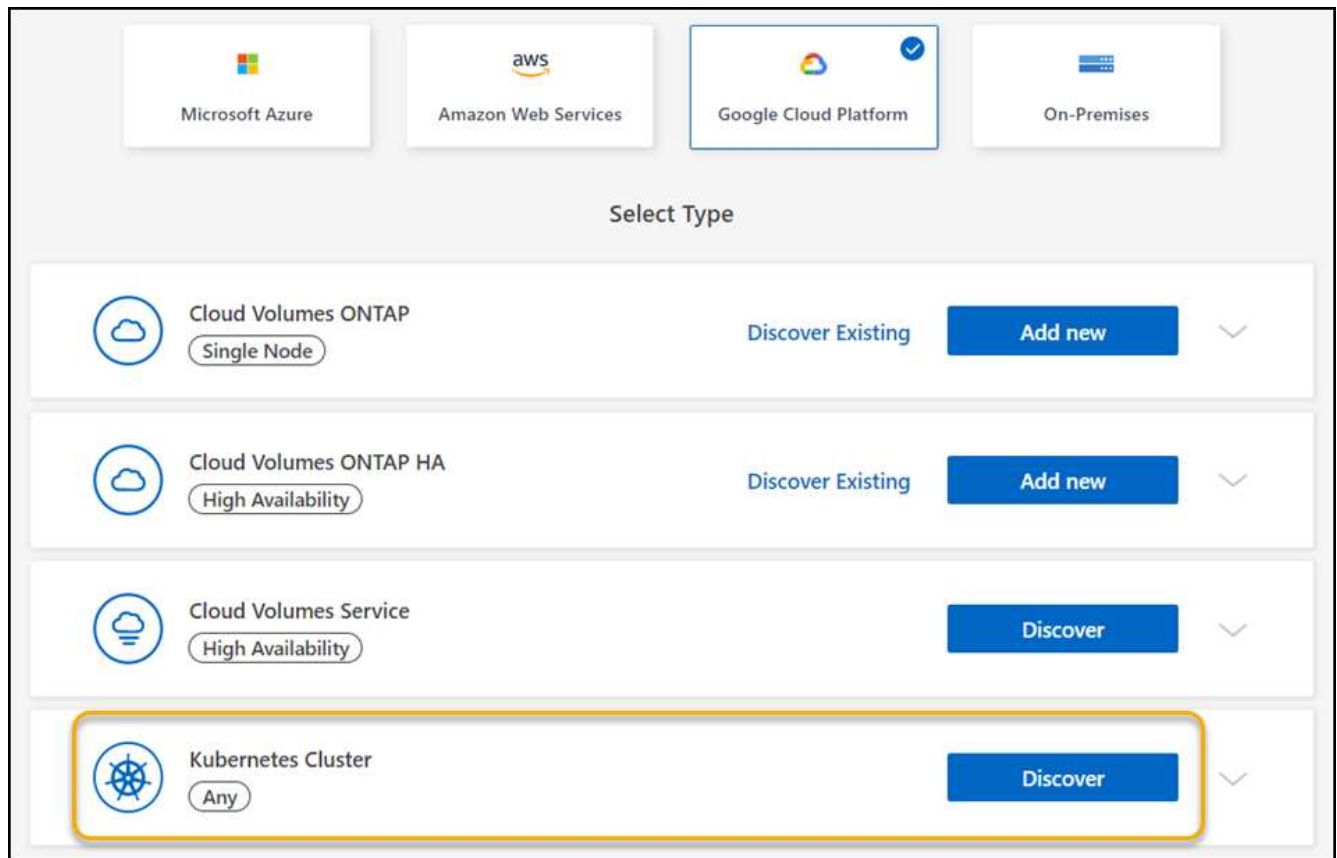 aws
Microsoft Azure
Amazon Web Services
Google Cloud Platform
On-Premises
Select Type
Cloud Volumes ONTAP
Single Node
Discover Existing
Add new
Cloud Volumes ONTAP HA
High Availability
Discover Existing
Add new
Cloud Volumes Service
High Availability
Discover
Kubernetes Cluster
Any
Discover